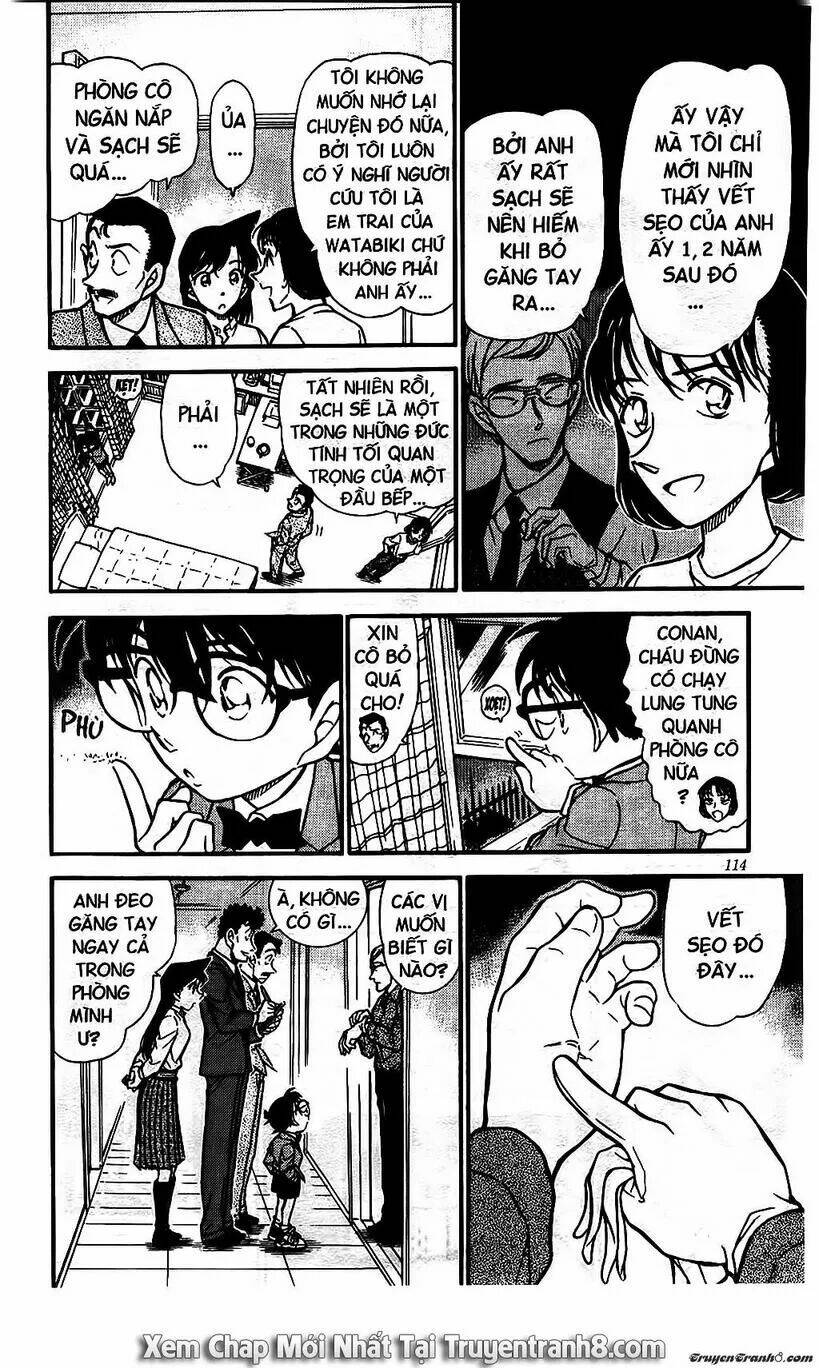 ẤY VẬY
MÀ TÔI CHỈ
MỚI NHÌN
THẤY VẾT
SẸO CỦA ANH
ẤY 1, 2 NĂM
SAU ĐÓ
...
BỞI ANH
ẤY RẤT
SẠCH SẼ
NÊN HIẾM
KHI BỎ
GĂNG TAY
RA...
TÔI KHÔNG
MUỐN NHỚ LẠI
CHUYỆN ĐÓ NỮA,
BỞI TÔI LUÔN
CÓ Ý NGHĨ NGƯỜI
CỨU TÔI LÀ
EM TRAI CỦA
WATABIKI CHỨ
KHÔNG PHẢI
ANH ẤY...
ỦA
...
PHÒNG CÔ
NGĂN NẮP
VÀ SẠCH SẼ
QUÁ...
TẤT NHIÊN RỒI,
SẠCH SẼ LÀ MỘT
TRONG NHỮNG ĐỨC
TÍNH TỐI QUAN
TRỌNG CỦA MỘT
ĐẦU BẾP...
PHẢI
...
KẸT!
CONAN,
CHÁU ĐỪNG
CÓ CHẠY
LUNG TUNG
QUANH
PHÒNG CÔ
NỮA
?
XOẸT!
XIN
CÔ BỎ
QUÁ
CHO!
PHÙ
114
VẾT
SẸO ĐÓ
ĐÂY...
CÁC VỊ
MUỐN
BIẾT GÌ
NÀO?
À, KHÔNG
CÓ GÌ...
ANH ĐEO
GĂNG TAY
NGAY CẢ
TRONG
PHÒNG
MÌNH
Ư?
Xem Chap Mới Nhất Tại Truyentranh8.com
TruyenTranh8.com